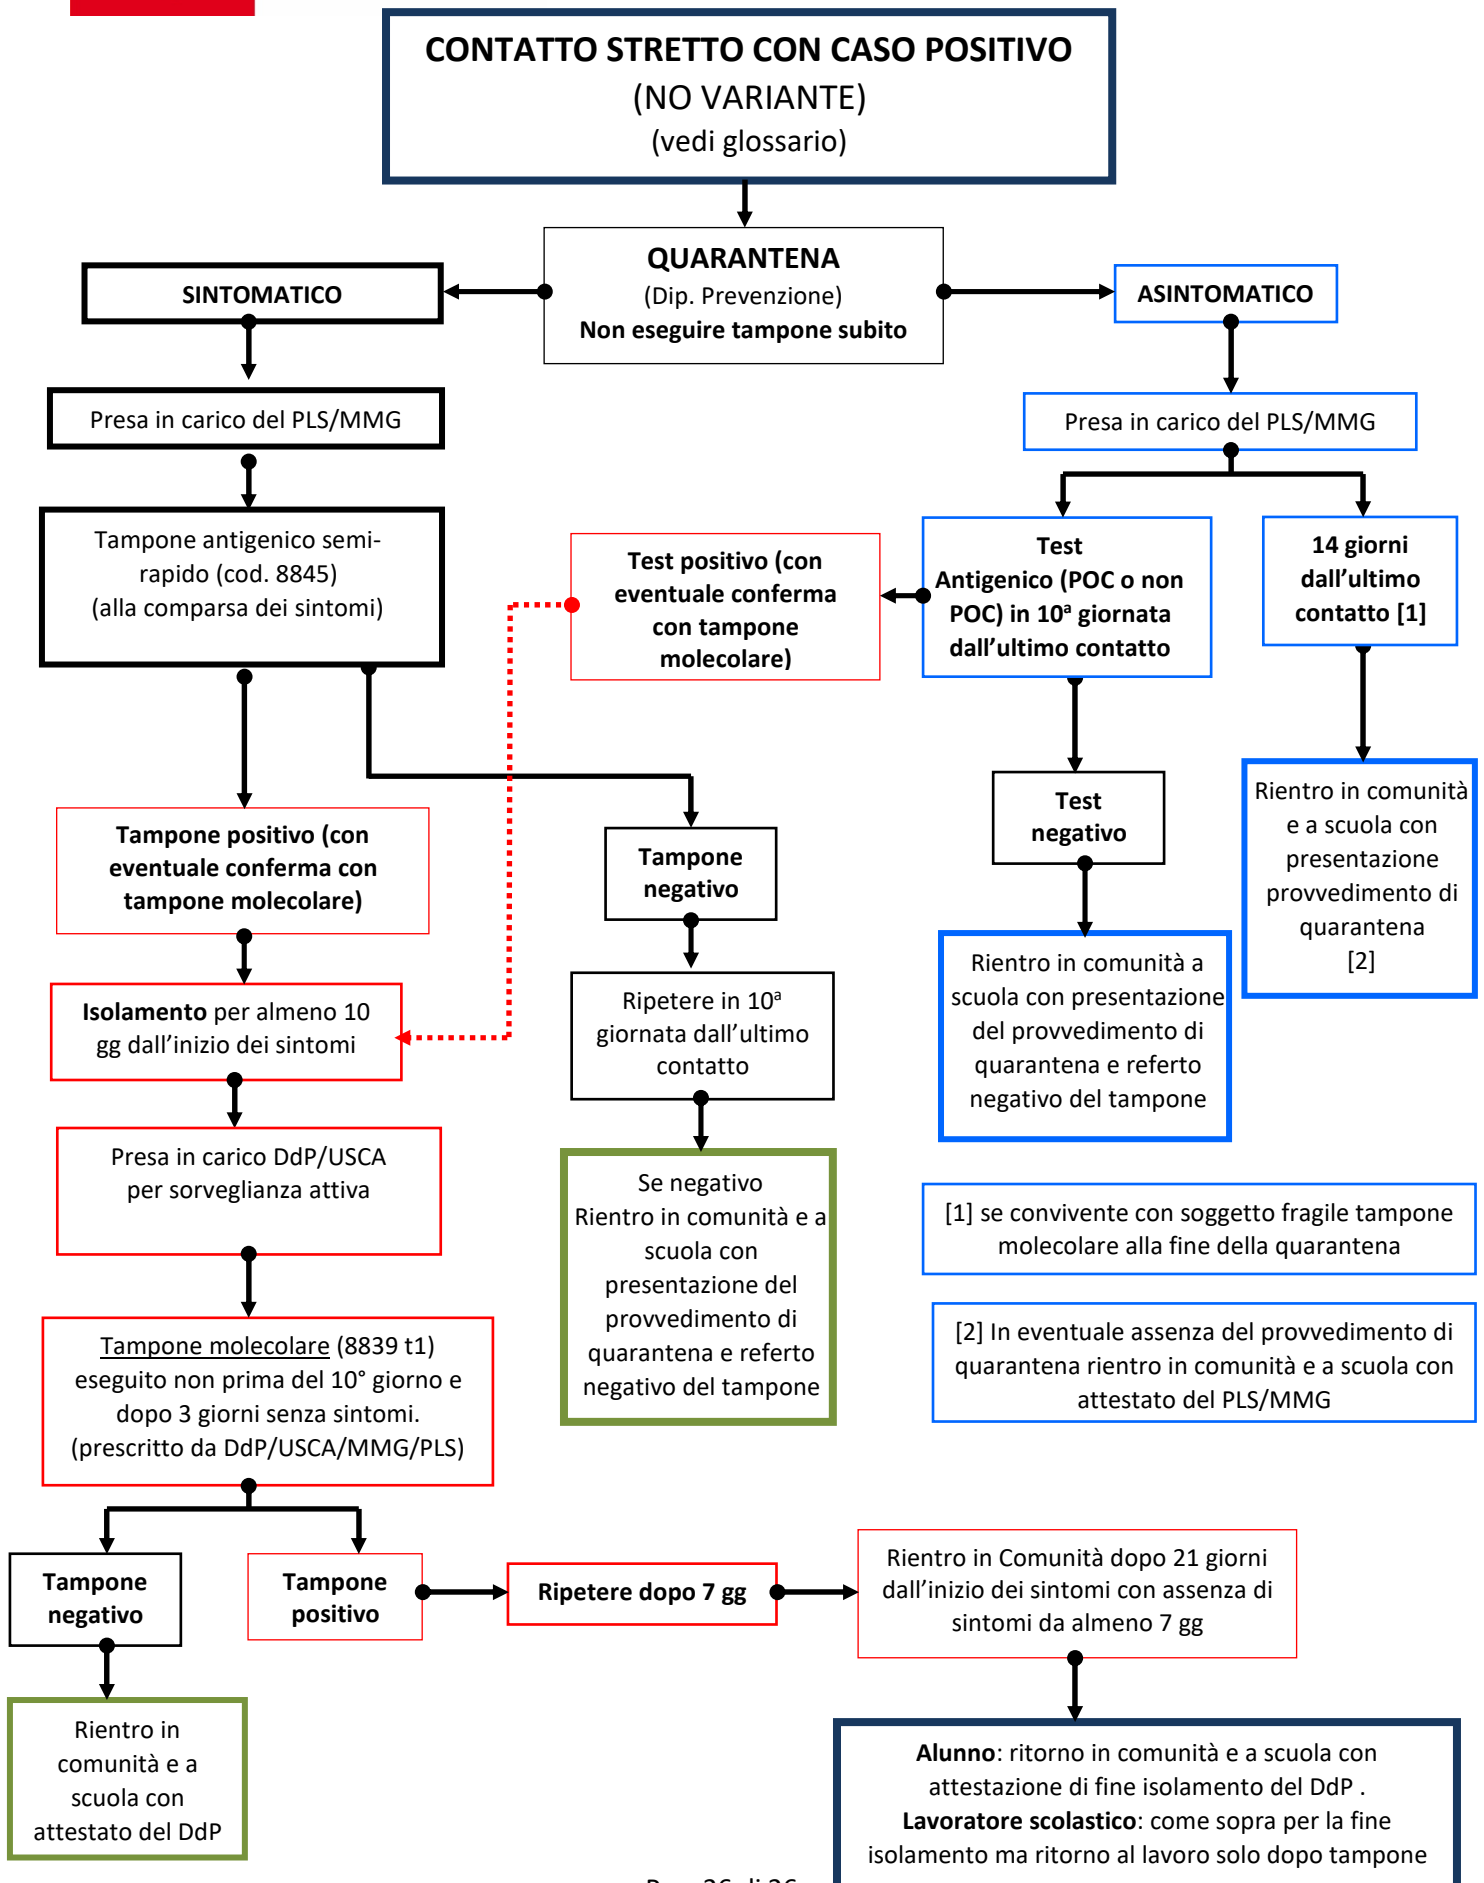 CONTATTO STRETTO CON CASO POSITIVO
(NO VARIANTE)
(vedi glossario)
QUARANTENA
(Dip. Prevenzione)
Non eseguire tampone subito
SINTOMATICO
ASINTOMATICO
Presa in carico del PLS/MMG
Presa in carico del PLS/MMG
Tampone antigenico semi-
rapido (cod. 8845)
(alla comparsa dei sintomi)
Test positivo (con
eventuale conferma
con tampone
molecolare)
Test
Antigenico (POC o non
POC) in 10ª giornata
dall’ultimo contatto
14 giorni
dall’ultimo
contatto [1]
Tampone positivo (con
eventuale conferma con
tampone molecolare)
Tampone
negativo
Test
negativo
Rientro in comunità
e a scuola con
presentazione
provvedimento di
quarantena
[2]
Isolamento per almeno 10
gg dall’inizio dei sintomi
Ripetere in 10ª
giornata dall’ultimo
contatto
Rientro in comunità a
scuola con presentazione
del provvedimento di
quarantena e referto
negativo del tampone
Presa in carico DdP/USCA
per sorveglianza attiva
Se negativo
Rientro in comunità e a
scuola con
presentazione del
provvedimento di
quarantena e referto
negativo del tampone
[1] se convivente con soggetto fragile tampone
molecolare alla fine della quarantena
[2] In eventuale assenza del provvedimento di
quarantena rientro in comunità e a scuola con
attestato del PLS/MMG
Tampone molecolare (8839 t1)
eseguito non prima del 10° giorno e
dopo 3 giorni senza sintomi.
(prescritto da DdP/USCA/MMG/PLS)
Tampone
negativo
Tampone
positivo
Ripetere dopo 7 gg
Rientro in Comunità dopo 21 giorni
dall’inizio dei sintomi con assenza di
sintomi da almeno 7 gg
Rientro in
comunità e a
scuola con
attestato del DdP
Alunno: ritorno in comunità e a scuola con
attestazione di fine isolamento del DdP .
Lavoratore scolastico: come sopra per la fine
isolamento ma ritorno al lavoro solo dopo tampone